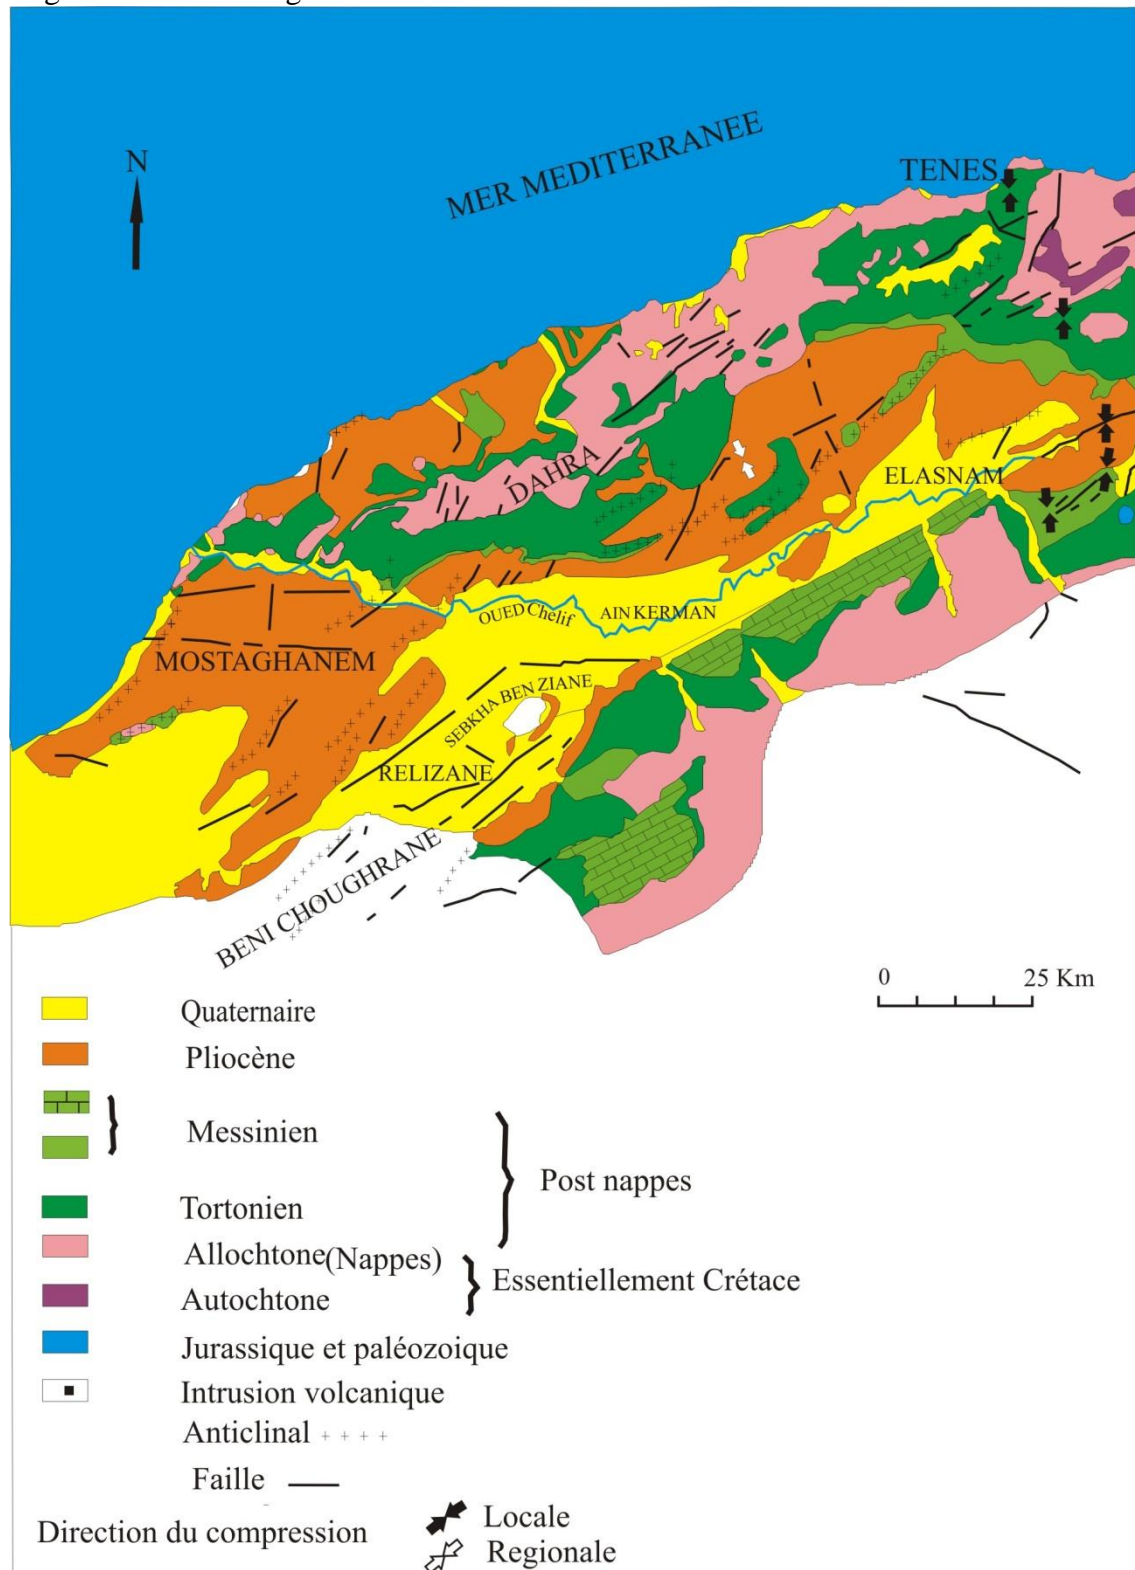 N
MER MEDITERRANEE
TENES
DAHRA
ELASNAM
OUED Chelif
AIN KERMAN
MOSTAGHANEM
SEBKHA BEN ZIANE
RELIZANE
BENI CHOUGHRANE
0 25 Km
Quaternaire
Pliocène
Messinien
Post nappes
Tortonien
Allochtone(Nappes)
Essentiellement Crétace
Autochtone
Jurassique et paléozoique
Intrusion volcanique
Anticlinal
Faille
Direction du compression
Locale
Regionale